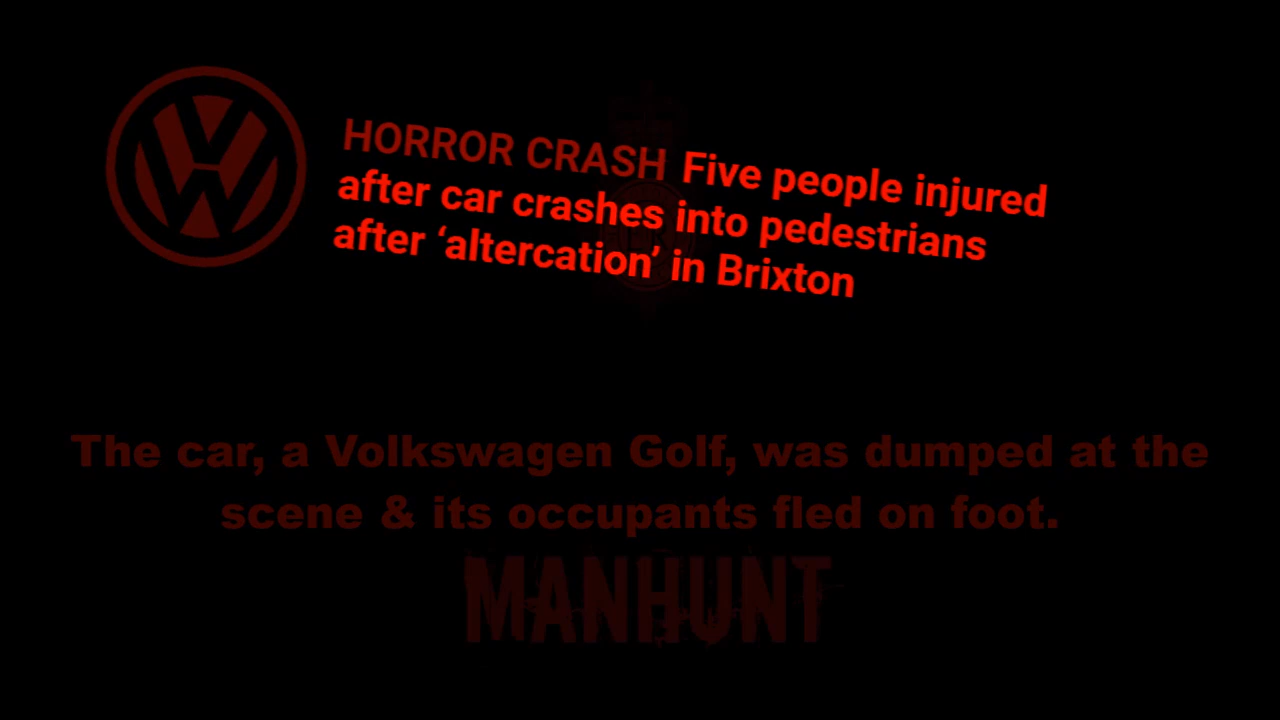 HORROR CRASH Five people injured
after car crashes into pedestrians
after ‘altercation’ in Brixton
The car, a Volkswagen Golf, was dumped at the
scene & its occupants fled on foot.
MANHUNT